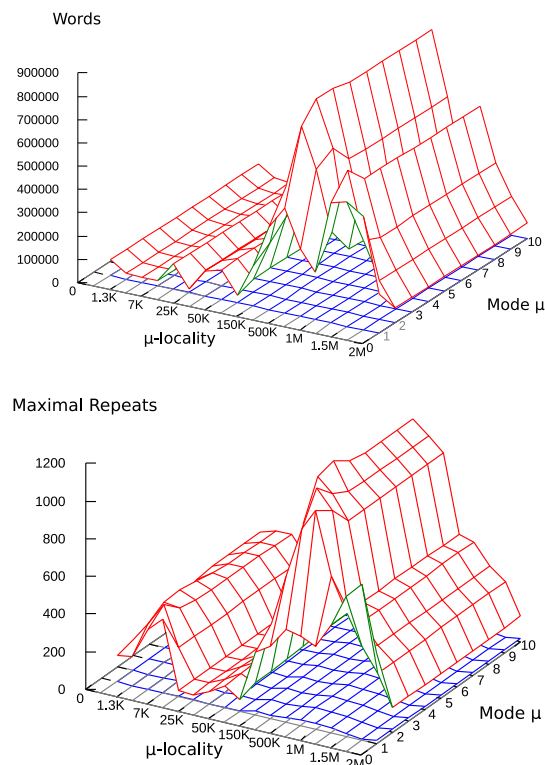 Words
900000
800000
700000
600000
500000
400000
300000
200000
100000
0
0
1.3K
7K
25K
50K
150K
500K
1M
1.5M
2M
μ-locality
0
1
2
3
4
5
6
7
8
9
10
Mode μ
Maximal Repeats
1200
1000
800
600
400
200
0
0
1.3K
7K
25K
50K
150K
500K
1M
1.5M
2M
μ-locality
0
1
2
3
4
5
6
7
8
9
10
Mode μ